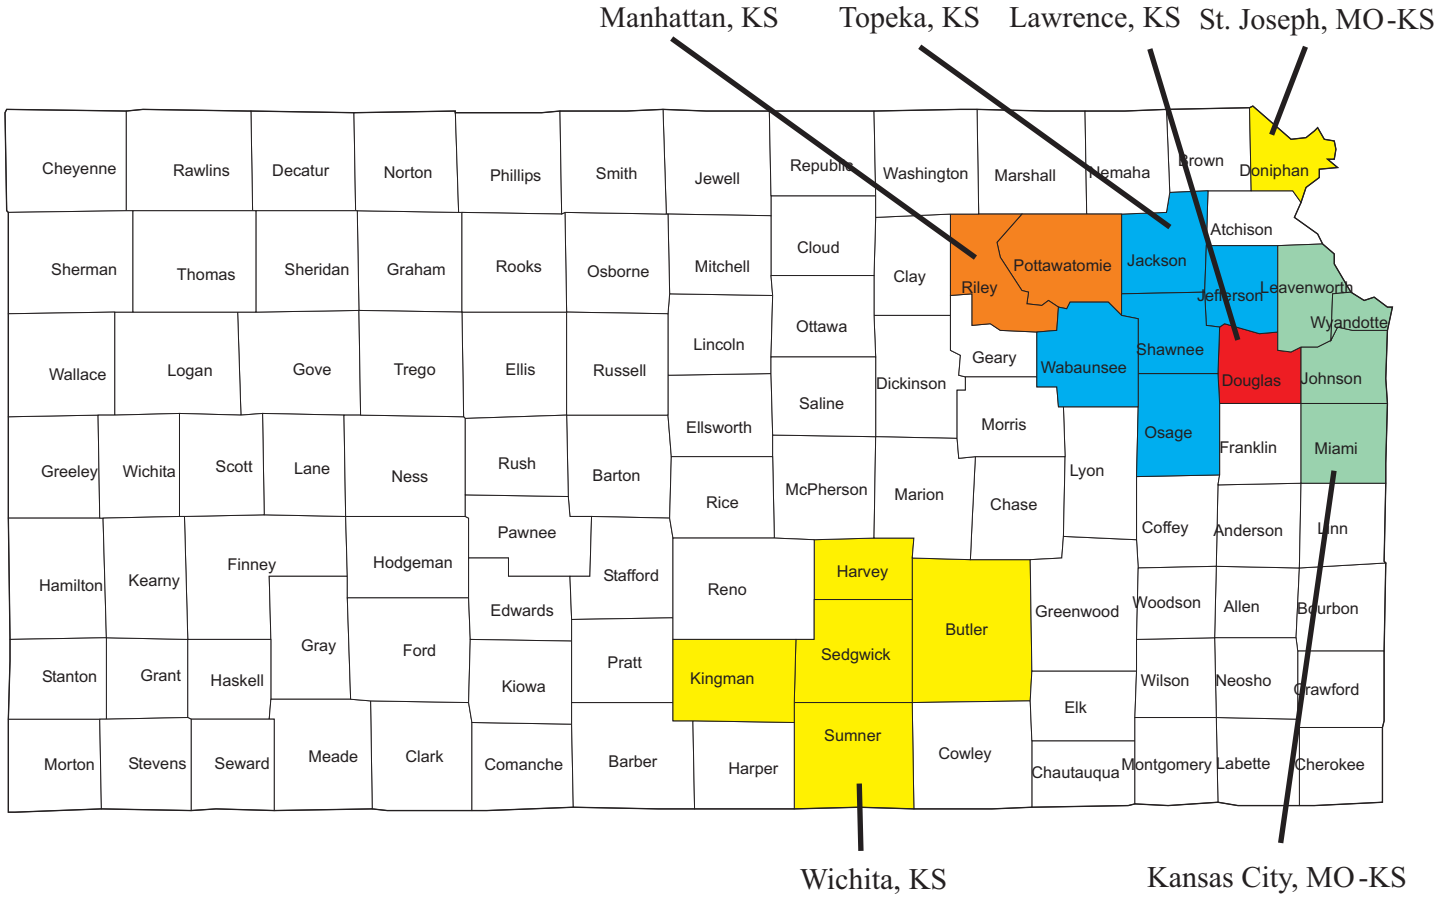 Manhattan, KS
Topeka, KS
Lawrence, KS
St. Joseph, MO-KS
Cheyenne
Rawlins
Decatur
Norton
Phillips
Smith
Jewell
Republic
Washington
Marshall
Nemaha
Brown
Doniphan
Atchison
Sherman
Thomas
Sheridan
Graham
Rooks
Osborne
Mitchell
Cloud
Clay
Riley
Pottawatomie
Jackson
Jefferson
Leavenworth
Wyandotte
Ottawa
Lincoln
Wallace
Logan
Gove
Trego
Ellis
Russell
Saline
Dickinson
Geary
Wabaunsee
Shawnee
Douglas
Johnson
Ellsworth
Morris
Osage
Franklin
Miami
Greeley
Wichita
Scott
Lane
Ness
Rush
Barton
Rice
McPherson
Marion
Chase
Lyon
Coffey
Anderson
Linn
Pawnee
Hamilton
Kearny
Finney
Hodgeman
Stafford
Edwards
Reno
Harvey
Butler
Greenwood
Woodson
Allen
Bourbon
Gray
Ford
Sedgwick
Stanton
Grant
Haskell
Kiowa
Pratt
Kingman
Elk
Wilson
Neosho
Crawford
Sumner
Morton
Stevens
Seward
Meade
Clark
Comanche
Barber
Harper
Cowley
Chautauqua
Montgomery
Labette
Cherokee
Wichita, KS
Kansas City, MO-KS